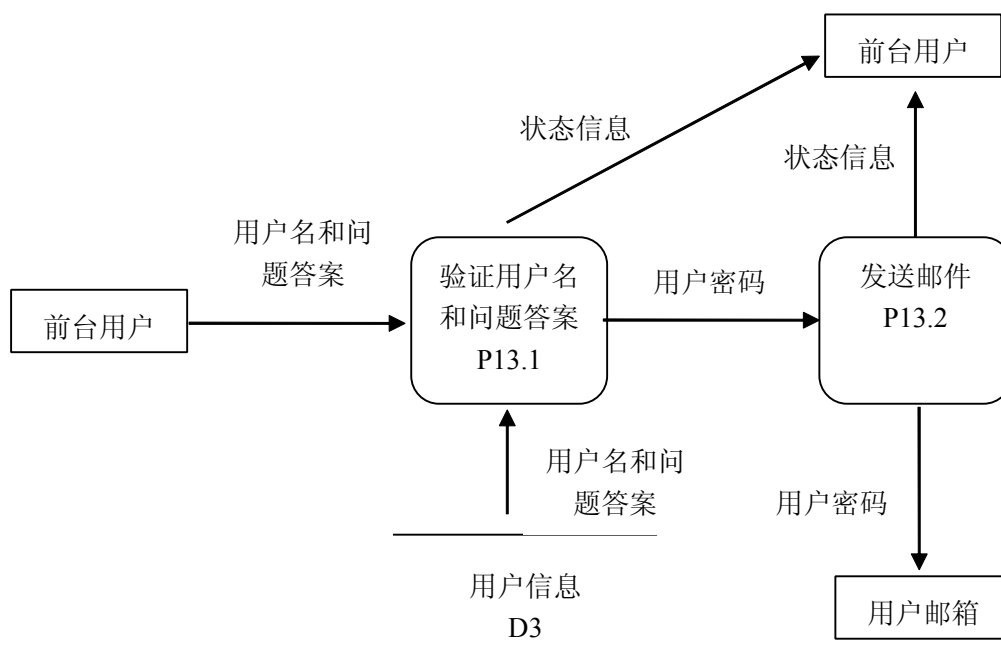 前台用户
状态信息
状态信息
用户名和问
题答案
前台用户
验证用户名
和问题答案
P13.1
用户密码
发送邮件
P13.2
用户名和问
题答案
用户密码
用户信息
D3
用户邮箱